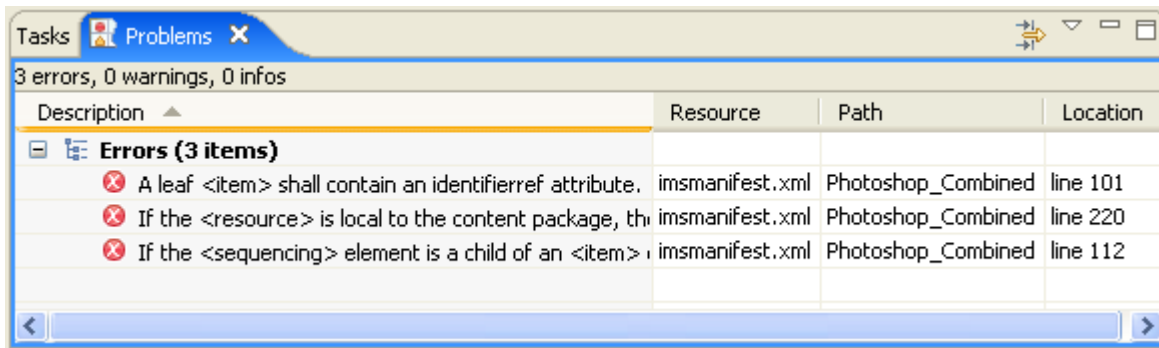 Tasks Problems
3 errors, 0 warnings, 0 infos
Description Resource Path Location
Errors (3 items)
A leaf <item> shall contain an identifierref attribute. imsmanifest.xml Photoshop_Combined line 101
If the <resource> is local to the content package, imsmanifest.xml Photoshop_Combined line 220
If the <sequencing> element is a child of an <item> imsmanifest.xml Photoshop_Combined line 112